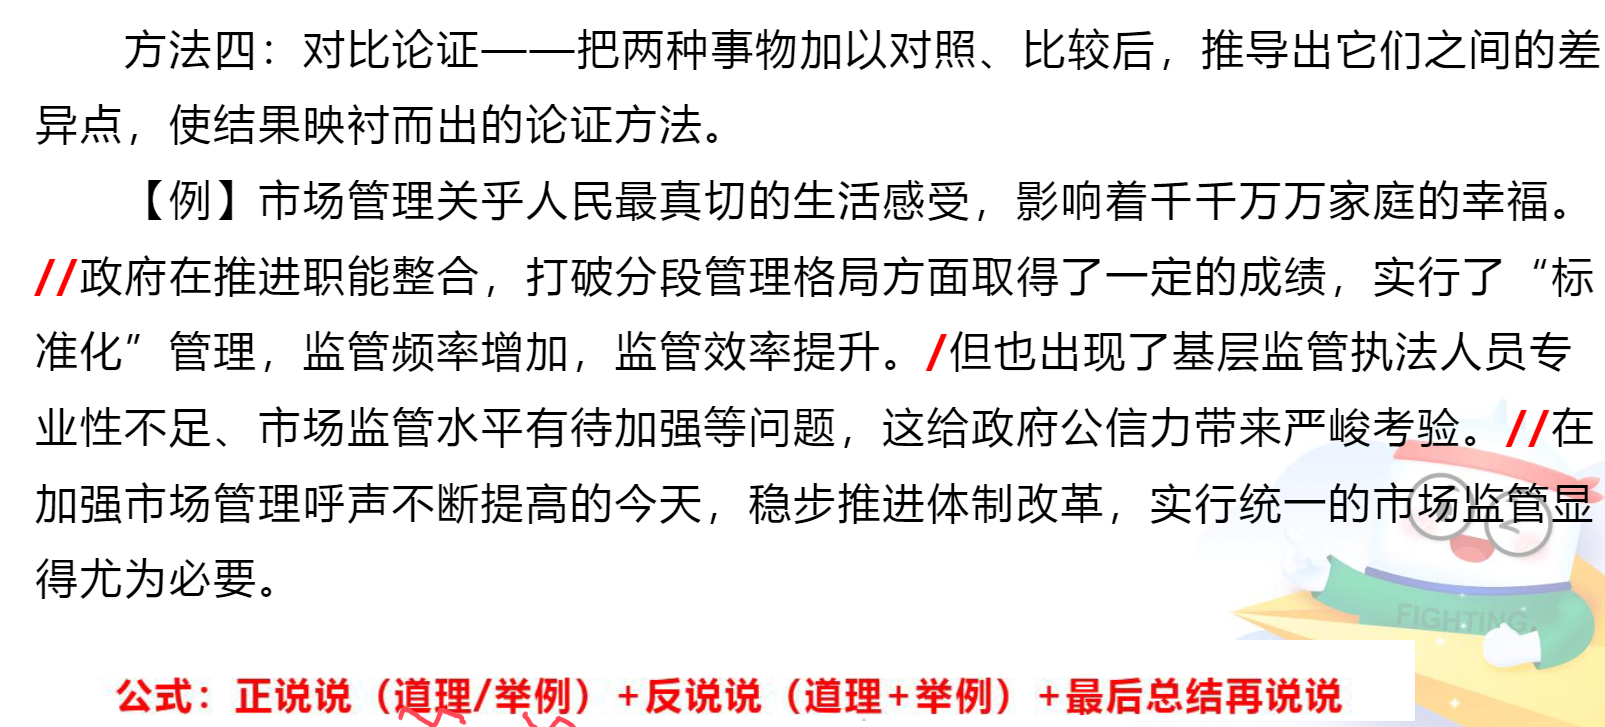 方法四：对比论证——把两种事物加以对照、比较后，推导出它们之间的差
异点，使结果映衬而出的论证方法。
【例】市场管理关乎人民最真切的生活感受，影响着千千万万家庭的幸福。
//政府在推进职能整合，打破分段管理格局方面取得了一定的成绩，实行了“标
准化”管理，监管频率增加，监管效率提升。/但也出现了基层监管执法人员专
业性不足、市场监管水平有待加强等问题，这给政府公信力带来严峻考验。//在
加强市场管理呼声不断提高的今天，稳步推进体制改革，实行统一的市场监管显
得尤为必要。
FIGHTING.
公式：正说说（道理/举例）+反说说（道理+举例）+最后总结再说说